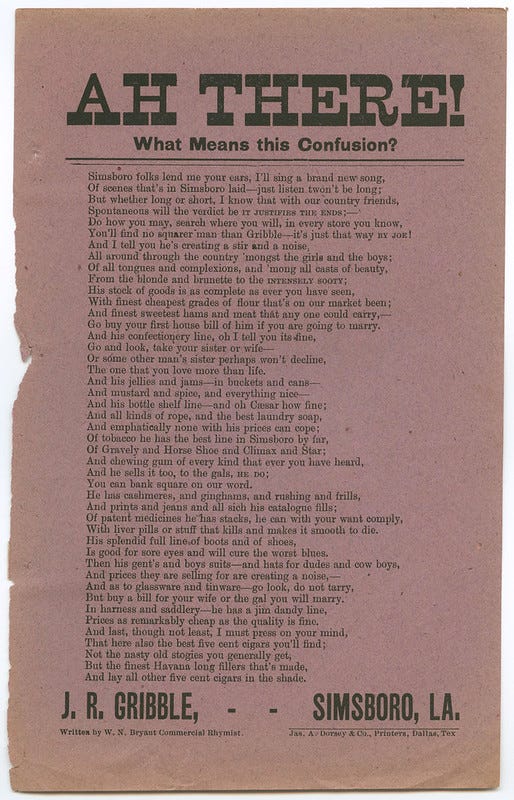 AH THERE!
What Means this Confusion?
Simsboro folks lend me your ears, I'll sing a brand new song,
Of scenes that's in Simsboro laid—just listen twon't be long;
But whether long or short, I know that with our country friends,
Spontaneous will the verdict be IT JUSTIFIES THE ENDS;—
Do how you may, search where you will, in every store you know,
You'll find no squarer man than Gribble—it's just that way BY JOE!
And I tell you he's creating a stir and a noise,
All around through the country 'mongst the girls and the boys;
Of all tongues and complexions, and 'mong all casts of beauty,
From the blonde and brunette to the INTENSELY SOOTY;
His stock of goods is as complete as ever you have seen,
With finest cheapest grades of flour that's on our market been;
And finest sweetest hams and meat that any one could carry,—
Go buy your first house bill of him if you are going to marry.
And his confectionery line, oh I tell you its fine,
Go and look, take your sister or wife—
Or some other man's sister perhaps won't decline,
The one that you love more than life.
And his jellies and jams—in buckets and cans—
And mustard and spice, and everything nice—
And his bottle shelf line—and oh Cæsar how fine;
And all kinds of rope, and the best laundry soap,
And emphatically none with his prices can cope;
Of tobacco he has the best line in Simsboro by far,
Of Gravely and Horse Shoe and Climax and Star;
And chewing gum of every kind that ever you have heard,
And he sells it too, to the gals, HE DO;
You can bank square on our word.
He has cashmeres, and ginghams, and rushing and frills,
And prints and jeans and all sich his catalogue fills;
Of patent medicines he has stacks, he can with your want comply,
With liver pills or stuff that kills and makes it smooth to die.
His splendid full line of boots and of shoes,
Is good for sore eyes and will cure the worst blues.
Then his gent's and boys suits—and hats for dudes and cow boys,
And prices they are selling for are creating a noise,—
And as to glassware and tinware—go look, do not tarry,
But buy a bill for your wife or the gal you will marry.
In harness and saddlery—he has a jim dandy line,
Prices as remarkably cheap as the quality is fine.
And last, though not least, I must press on your mind,
That here also the best five cent cigars you'll find;
Not the nasty old stogies you generally get,
But the finest Havana long fillers that's made,
And lay all other five cent cigars in the shade.
J. R. GRIBBLE, - - SIMSBORO, LA.
Written by W. N. Bryant Commercial Rhymist. Jas. A. Dorsey & Co., Printers, Dallas, Tex